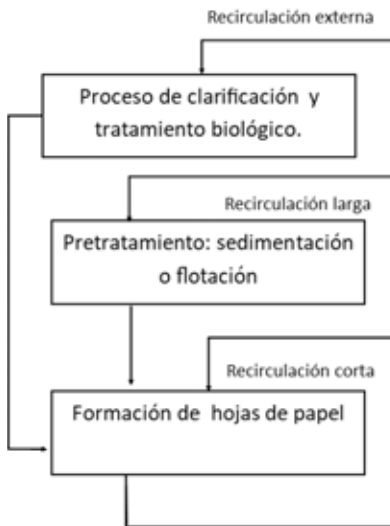 Recirculación externa
Proceso de clarificación y
tratamiento biológico.
Recirculación larga
Pretratamiento: sedimentación
o flotación
Recirculación corta
Formación de hojas de papel